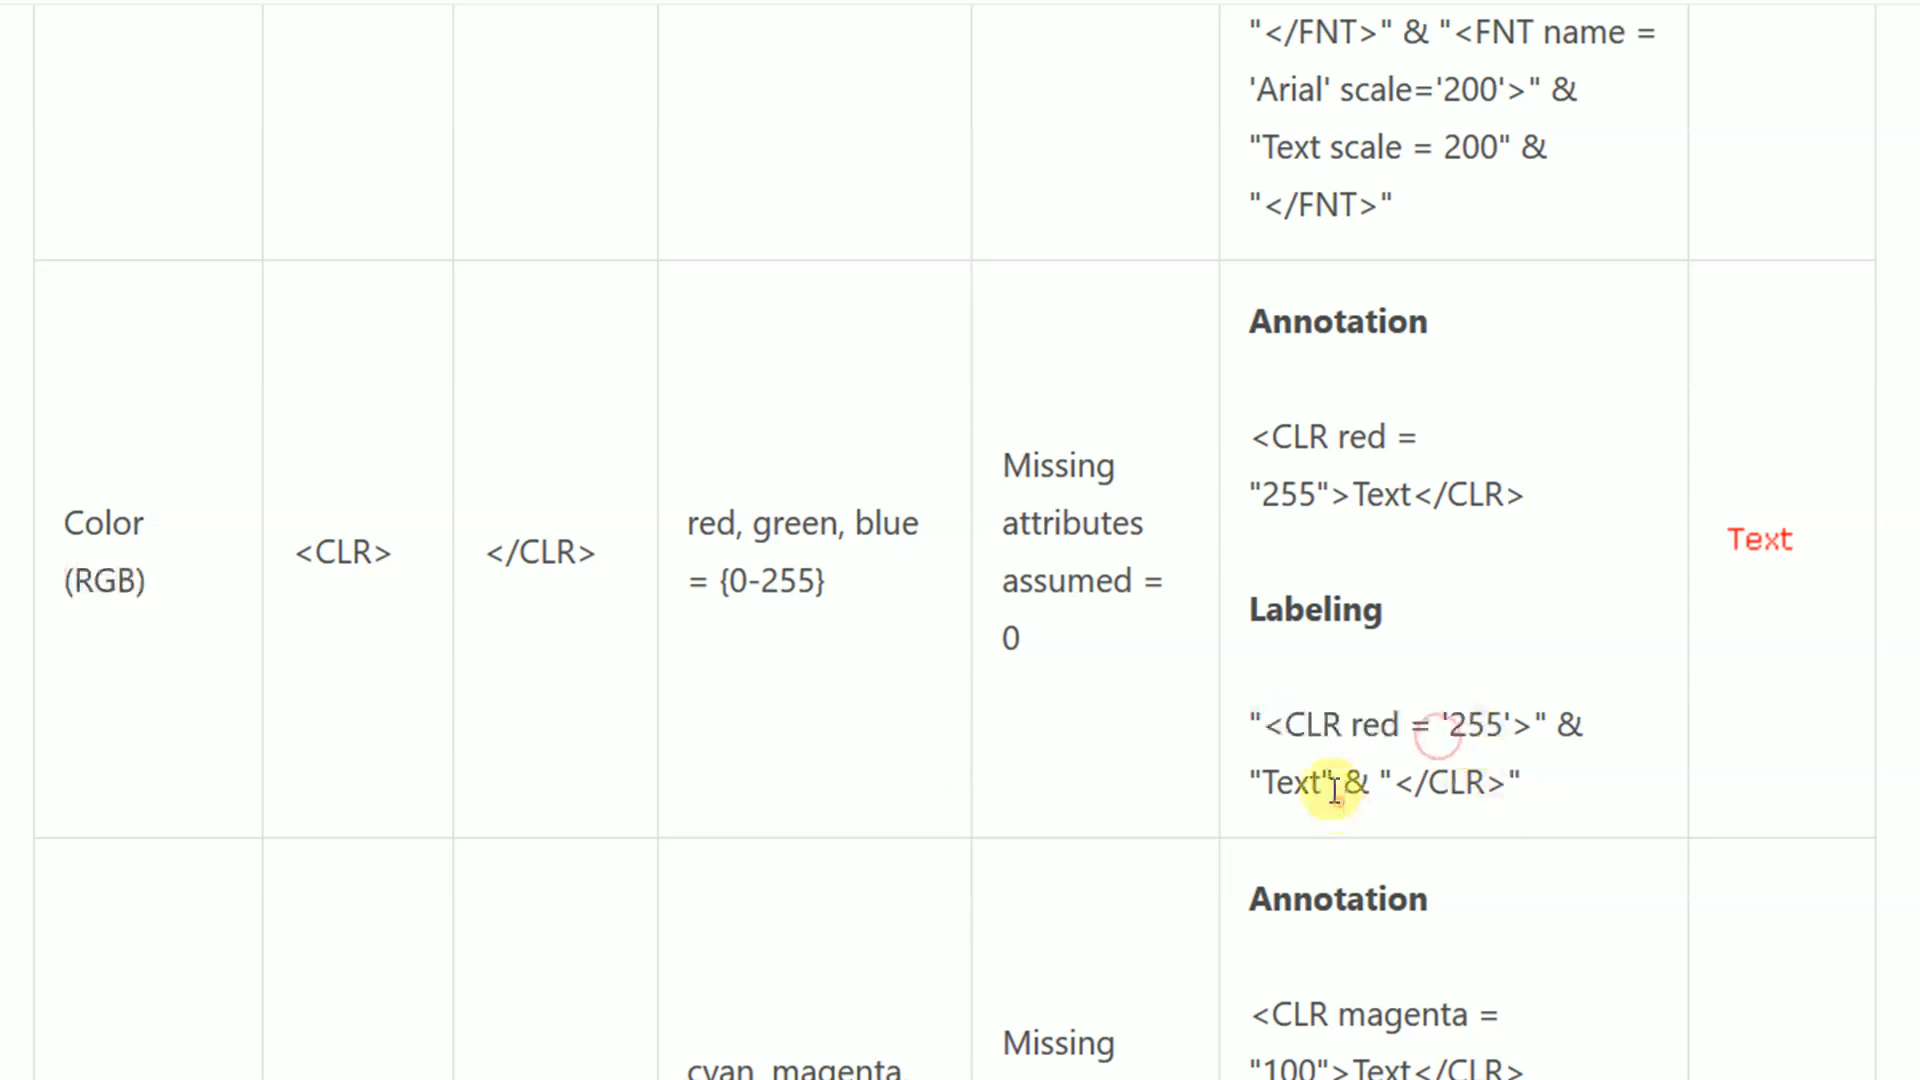 "</FNT>" & "<FNT name =
'Arial' scale='200'>" &
"Text scale = 200" &
"</FNT>"
Color
(RGB)
<CLR>
</CLR>
red, green, blue
= {0-255}
Missing
attributes
assumed =
0
Annotation
<CLR red =
"255">Text</CLR>
Labeling
"<CLR red = '255'>" &
"Text" & "</CLR>"
Text
cyan, magenta,
Missing
Annotation
<CLR magenta =
"100">Text</CLR>